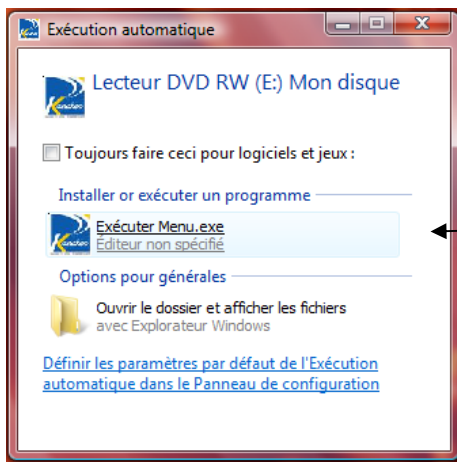 Exécution automatique
Lecteur DVD RW (E:) Mon disque
Toujours faire ceci pour logiciels et jeux :
Installer or exécuter un programme
Exécuter Menu.exe
Éditeur non spécifié
Options pour générales
Ouvrir le dossier et afficher les fichiers
avec Explorateur Windows
Définir les paramètres par défaut de l'Exécution
automatique dans le Panneau de configuration